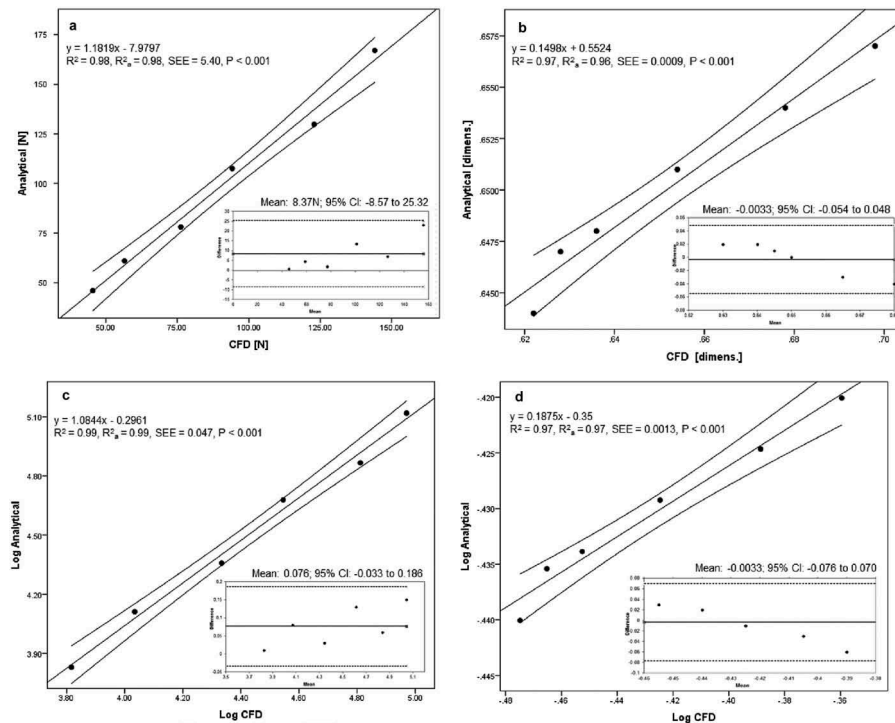 a
y = 1.1819x - 7.9797
R² = 0.98, R²ₐ = 0.98, SEE = 5.40, P < 0.001
Analytical [N]
175
150
125
100
75
50
Mean: 8.37N; 95% CI: -8.57 to 25.32
Difference
Mean
50.00 75.00 100.00 125.00 150.00
CFD [N]
b
y = 0.1498x + 0.5524
R² = 0.97, R²ₐ = 0.96, SEE = 0.0009, P < 0.001
Analytical [dimens.]
.6575
.6550
.6525
.6500
.6475
.6450
Mean: -0.0033; 95% CI: -0.054 to 0.048
Difference
Mean
.62 .64 .66 .68 .70
CFD [dimens.]
c
y = 1.0844x - 0.2961
R² = 0.99, R²ₐ = 0.99, SEE = 0.047, P < 0.001
Log Analytical
5.10
4.80
4.50
4.20
3.90
Mean: 0.076; 95% CI: -0.033 to 0.186
Difference
Mean
3.80 4.00 4.20 4.40 4.60 4.80 5.00
Log CFD
d
y = 0.1875x - 0.35
R² = 0.97, R²ₐ = 0.97, SEE = 0.0013, P < 0.001
Log Analytical
-.420
-.425
-.430
-.435
-.440
-.445
Mean: -0.0033; 95% CI: -0.076 to 0.070
Difference
Mean
-.48 -.46 -.44 -.42 -.40 -.38 -.36
Log CFD